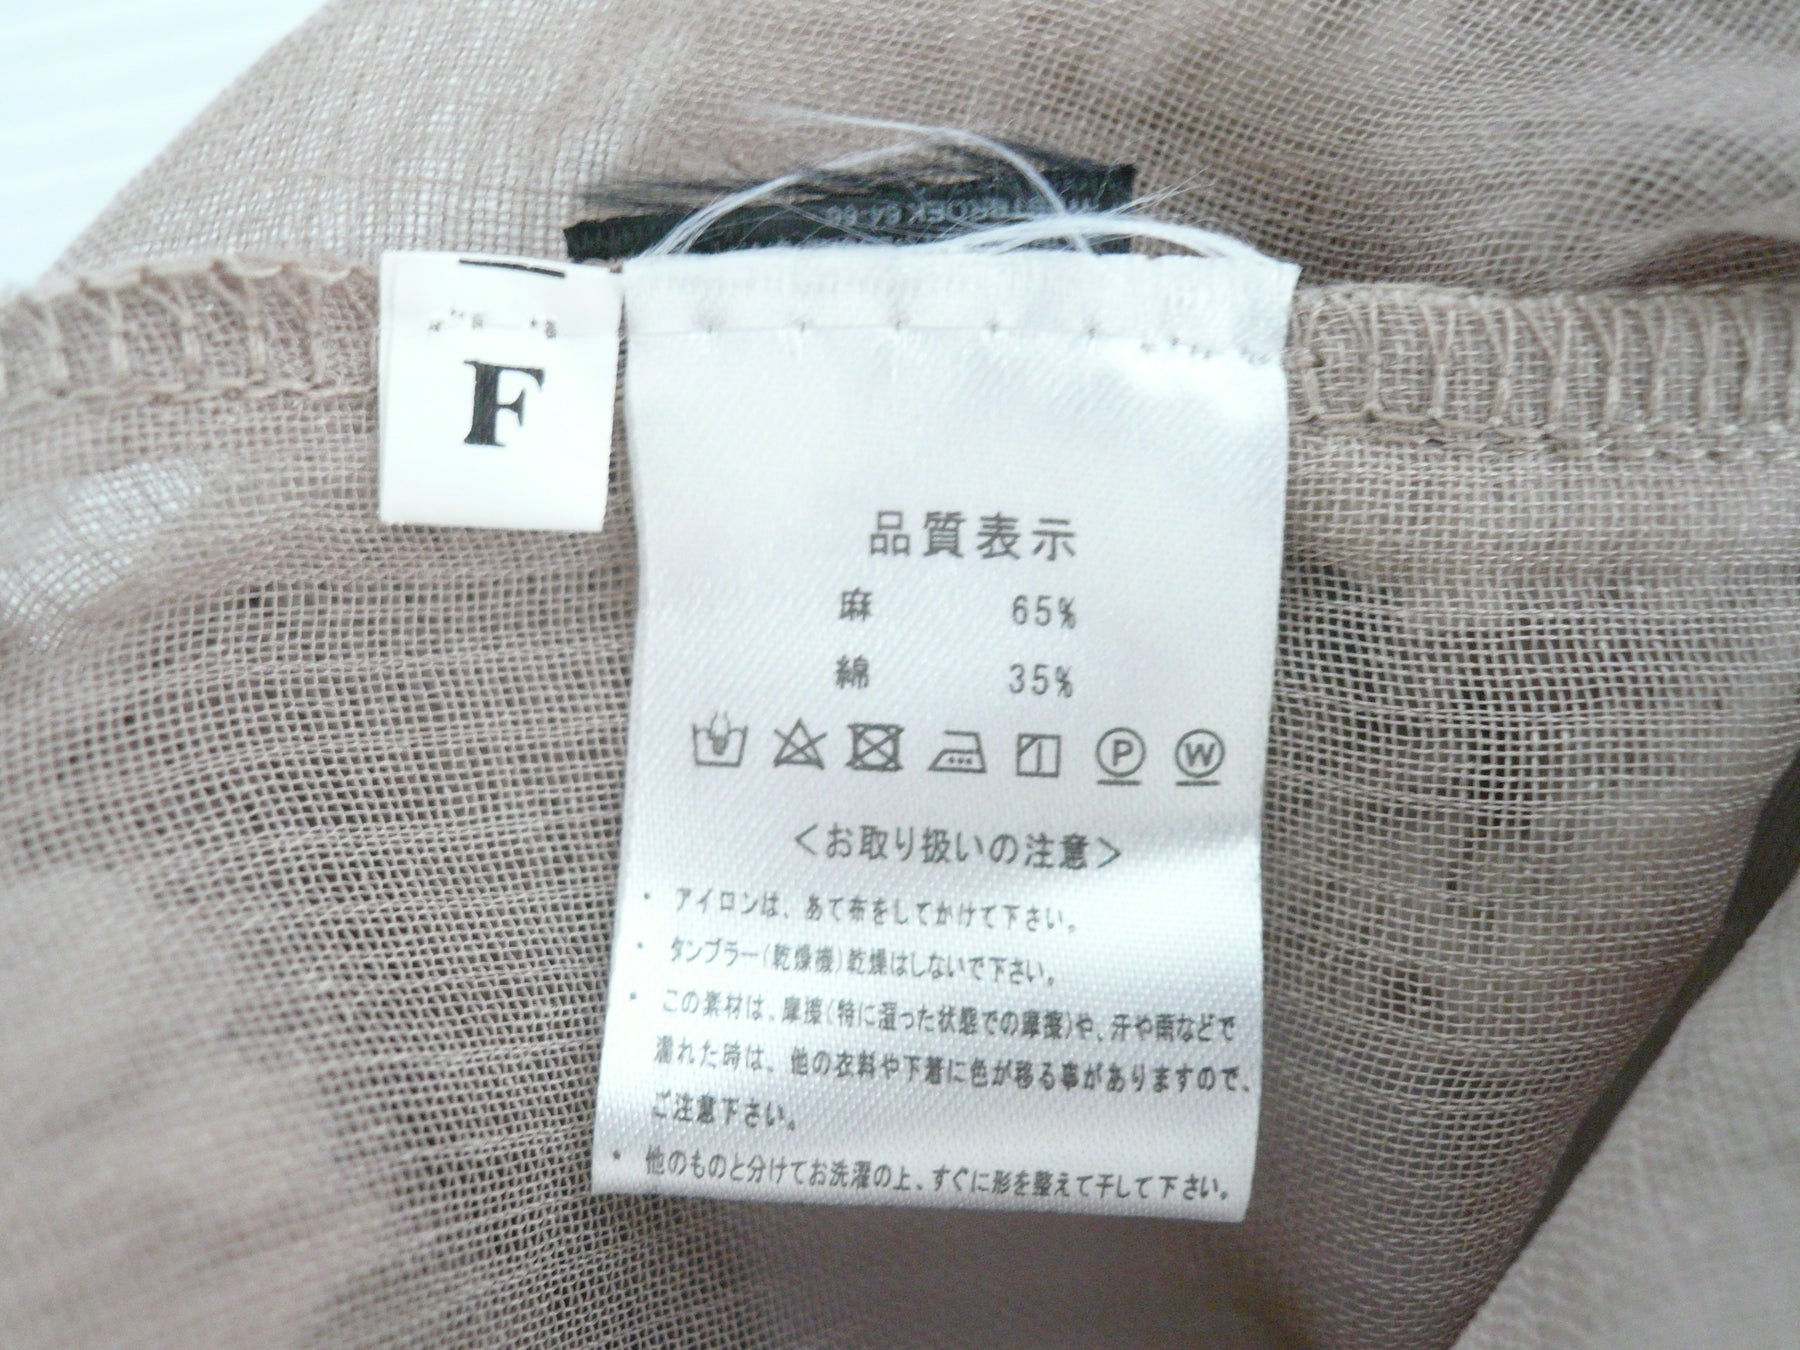 F
品質表示
麻 65%
綿 35%
P W
<お取り扱いの注意>
・ アイロンは、あて布をしてかけて下さい。
・ タンブラー(乾燥機)乾燥はしないで下さい。
・ この素材は、摩擦(特に湿った状態での摩擦)や、汗や雨などで
濡れた時は、他の衣料や下着に色が移る事がありますので、
ご注意下さい。
・ 他のものと分けてお洗濯の上、すぐに形を整えて干して下さい。